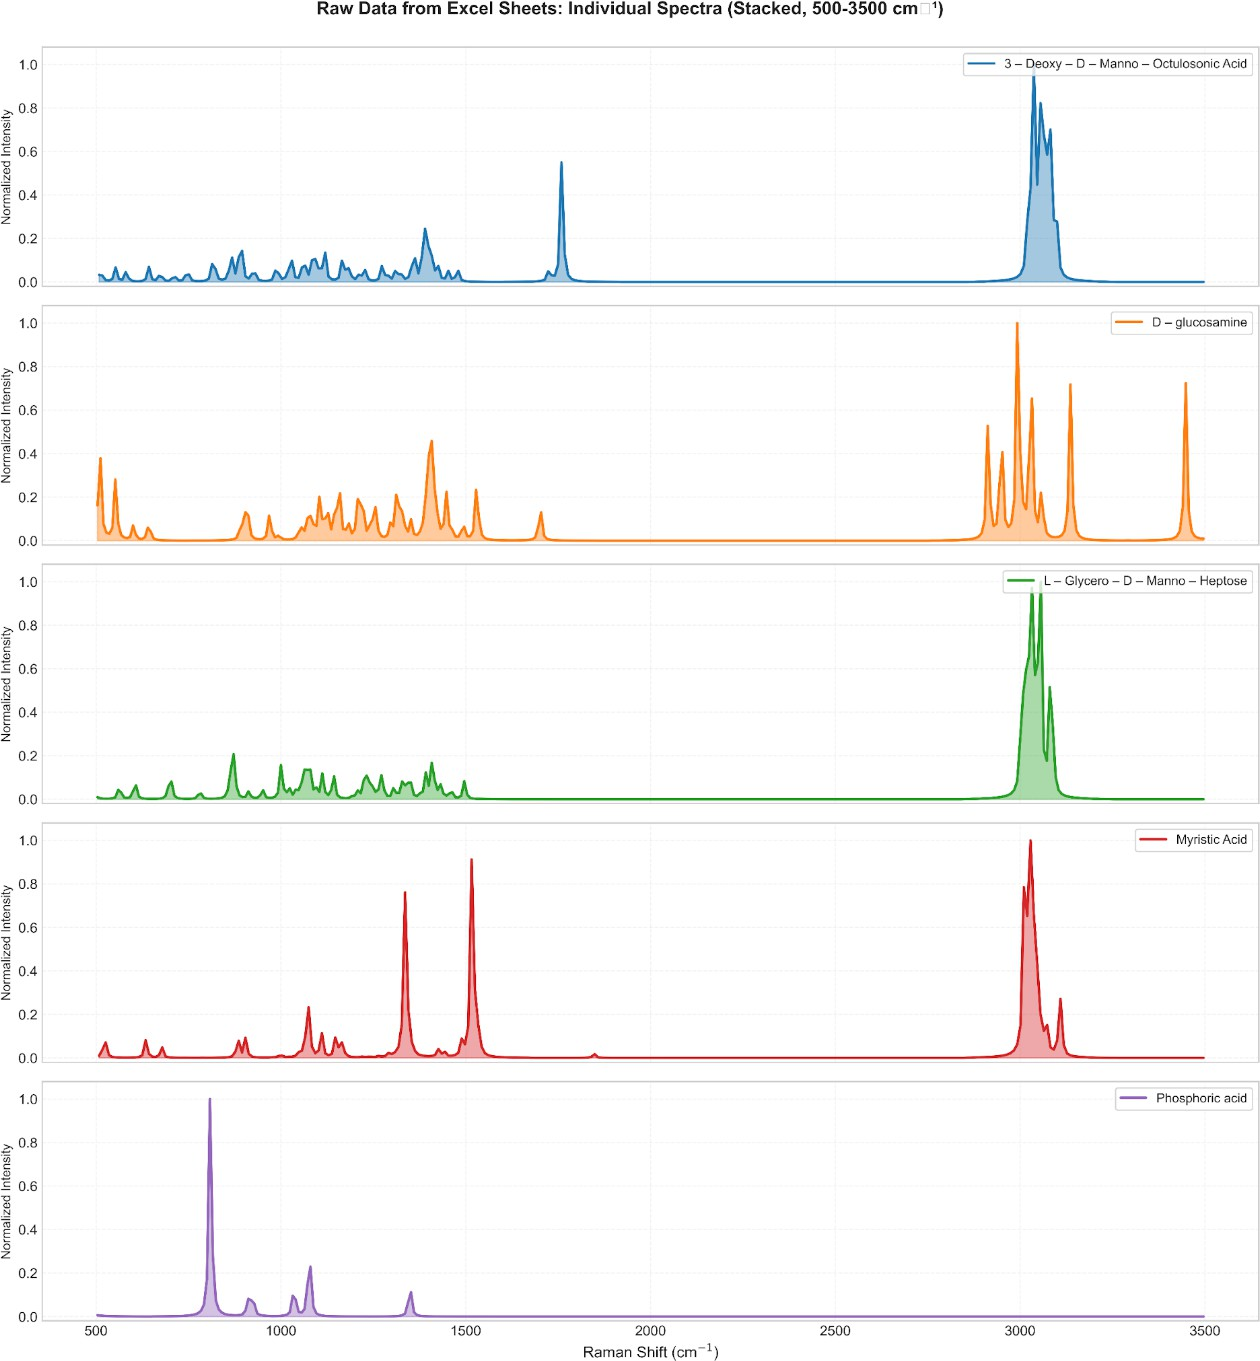 Raw Data from Excel Sheets: Individual Spectra (Stacked, 500-3500 cm□¹)
3 – Deoxy – D – Manno – Octulosonic Acid
Normalized Intensity
1.0
0.8
0.6
0.4
0.2
0.0
D – glucosamine
Normalized Intensity
1.0
0.8
0.6
0.4
0.2
0.0
L – Glycero – D – Manno – Heptose
Normalized Intensity
1.0
0.8
0.6
0.4
0.2
0.0
Myristic Acid
Normalized Intensity
1.0
0.8
0.6
0.4
0.2
0.0
Phosphoric acid
Normalized Intensity
1.0
0.8
0.6
0.4
0.2
0.0
500 1000 1500 2000 2500 3000 3500
Raman Shift (cm⁻¹)